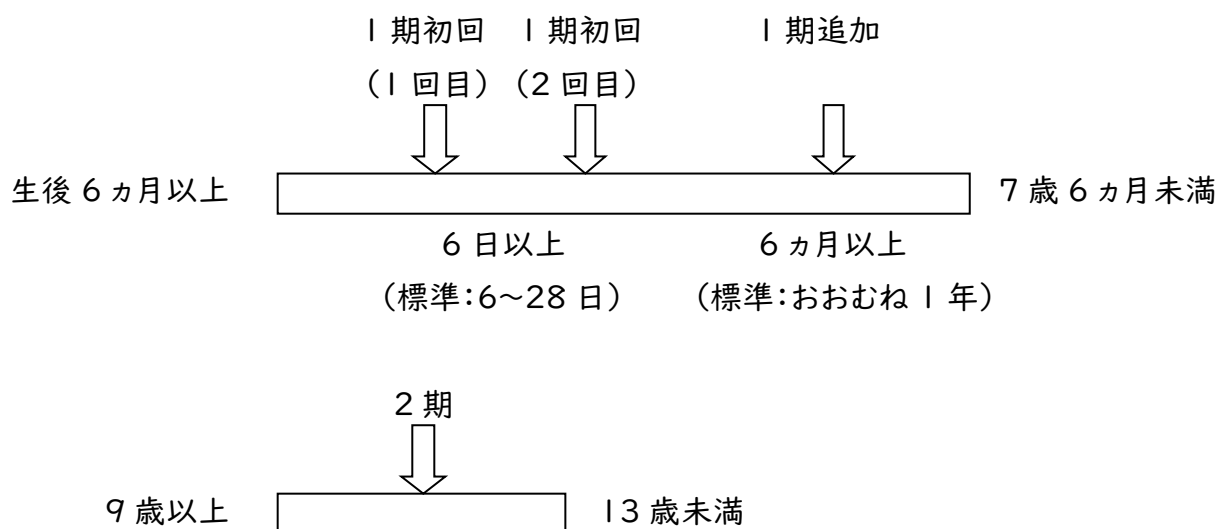 1期初回 1期初回 1期追加
(1回目) (2回目)
生後6ヵ月以上 7歳6ヵ月未満
6日以上 6ヵ月以上
(標準:6~28日) (標準:おおむね1年)
2期
9歳以上 13歳未満